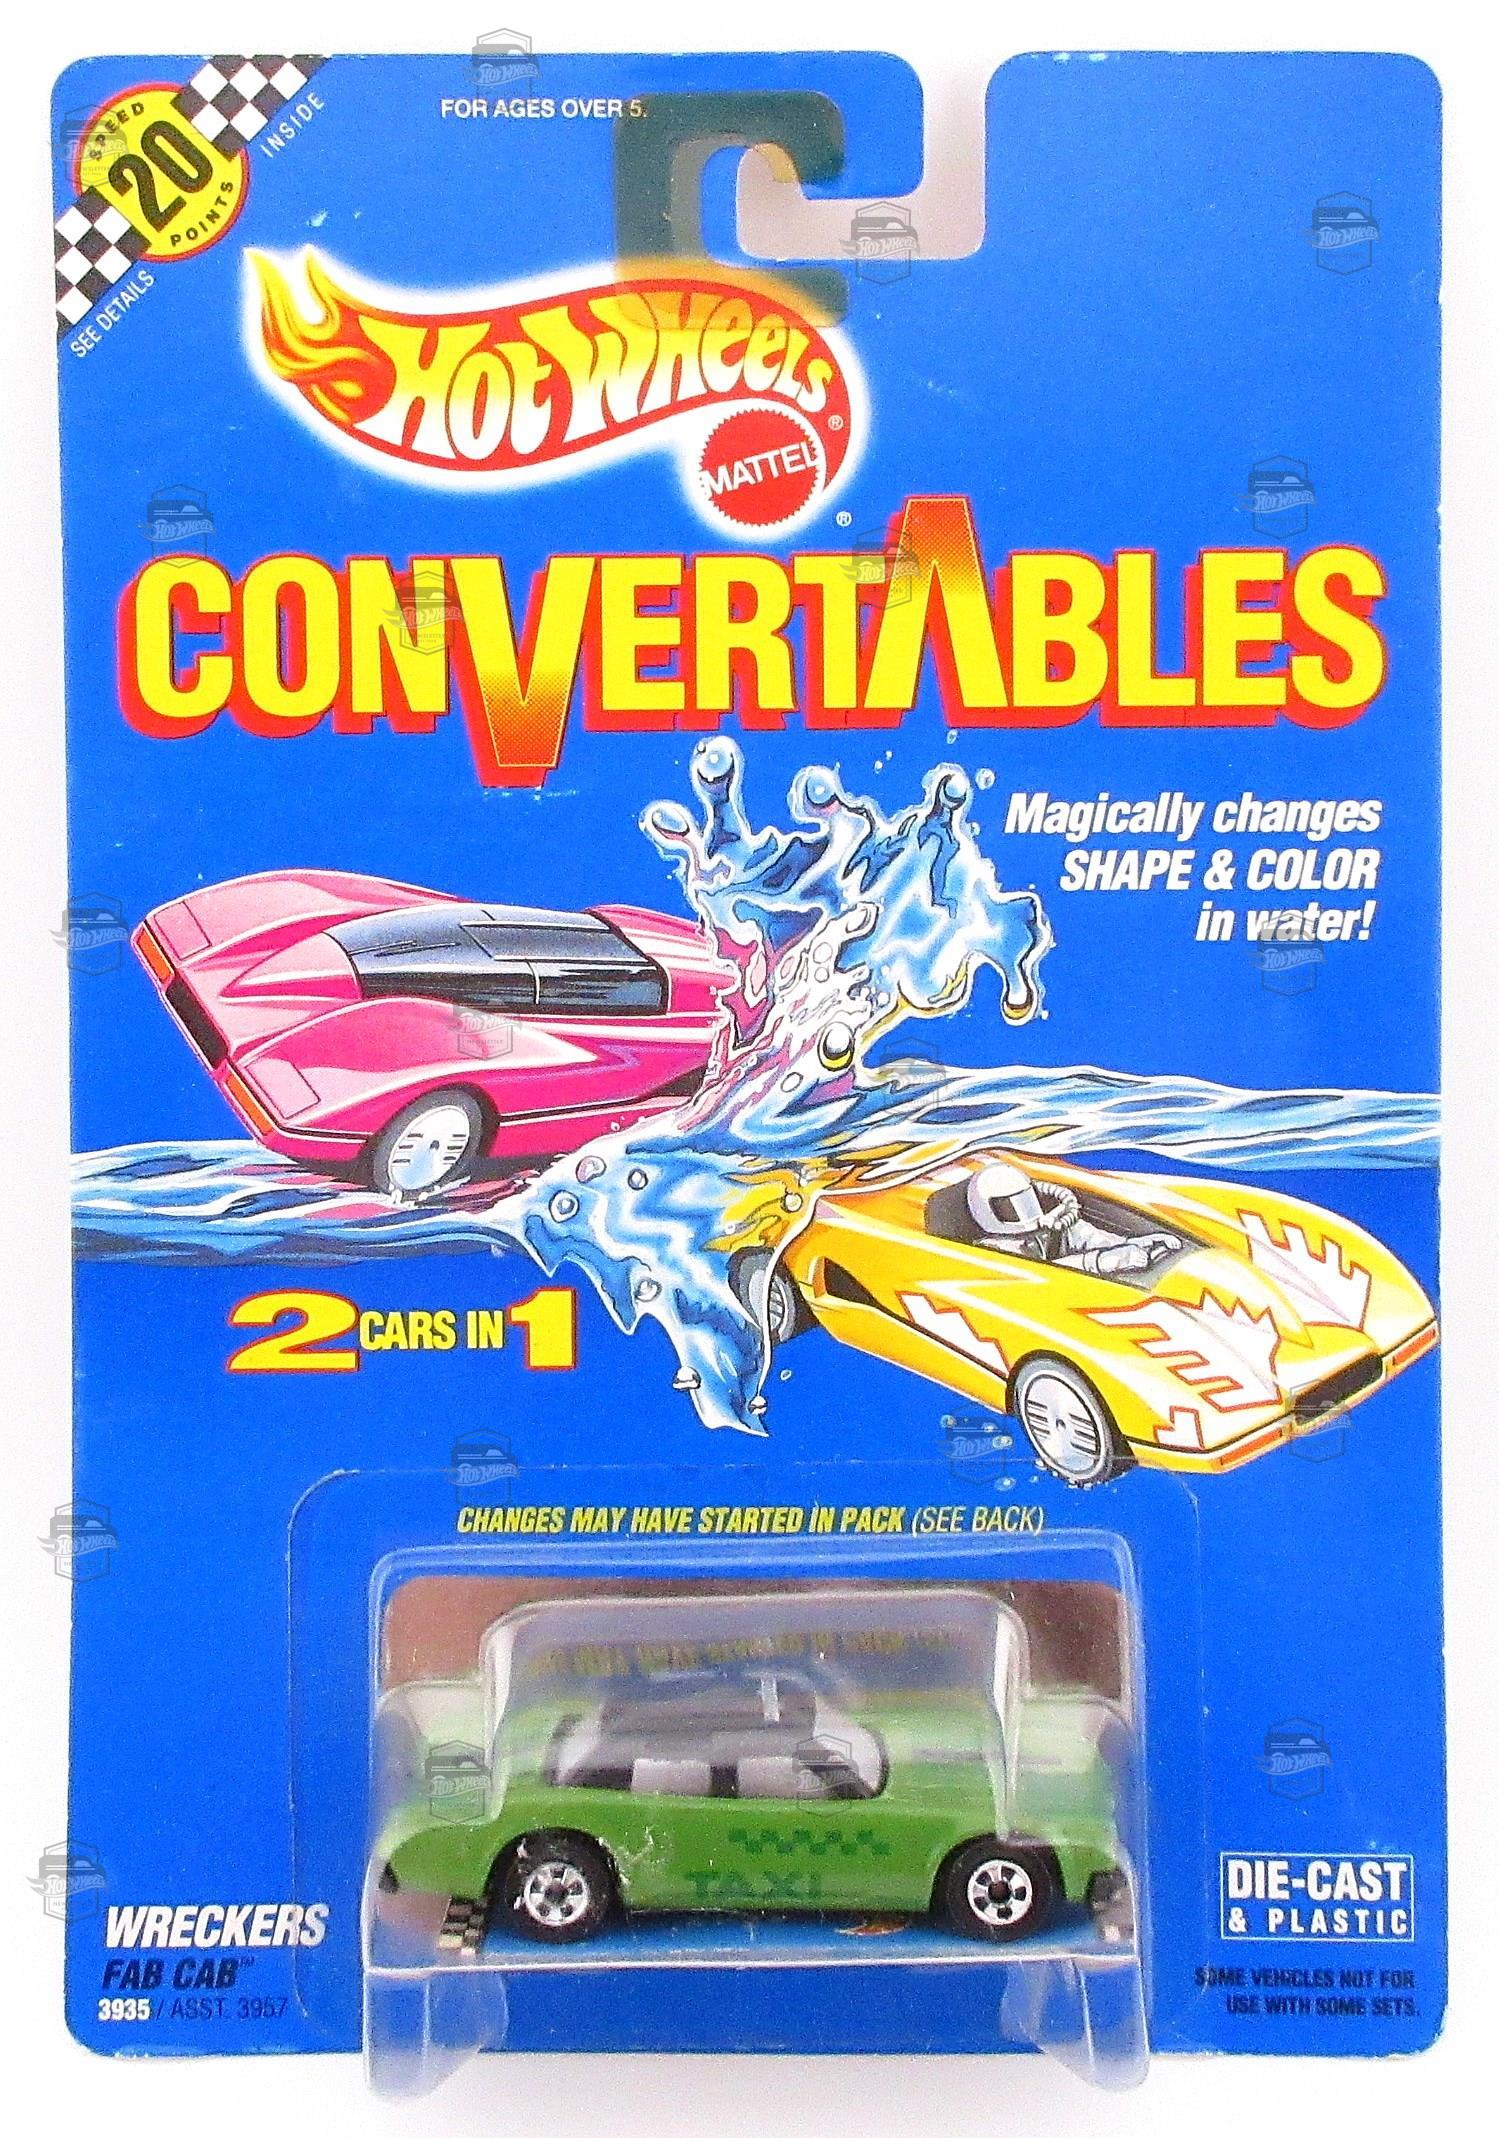 SPEED
20
POINTS
INSIDE
SEE DETAILS
FOR AGES OVER 5.
HOT WHEELS®
MATTEL
®
CONVERTABLES
Magically changes
SHAPE & COLOR
in water!
2 CARS IN 1
CHANGES MAY HAVE STARTED IN PACK (SEE BACK)
TAXI
WRECKERS
FAB CAB™
3935 / ASST. 3957
DIE-CAST
& PLASTIC
SOME VEHICLES NOT FOR
USE WITH SOME SETS.